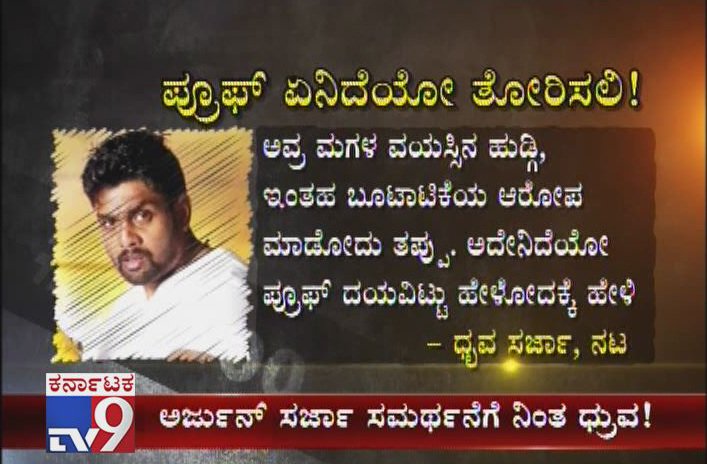 ಪ್ರೂಫ್ ಏನಿದೆಯೋ ತೋರಿಸಲಿ!
ಅವ್ರ ಮಗಳ ವಯಸ್ಸಿನ ಹುಡ್ಗಿ,
ಇಂತಹ ಬೂಟಾಟಿಕೆಯ ಆರೋಪ
ಮಾಡೋದು ತಪ್ಪು. ಅದೇನಿದೆಯೋ
ಪ್ರೂಫ್ ದಯವಿಟ್ಟು ಹೇಳೋದಕ್ಕೆ ಹೇಳಿ
– ಧೃವ ಸರ್ಜಾ, ನಟ
ಕರ್ನಾಟಕ
TV9
ಅರ್ಜುನ್ ಸರ್ಜಾ ಸಮರ್ಥನೆಗೆ ನಿಂತ ಧ್ರುವ!